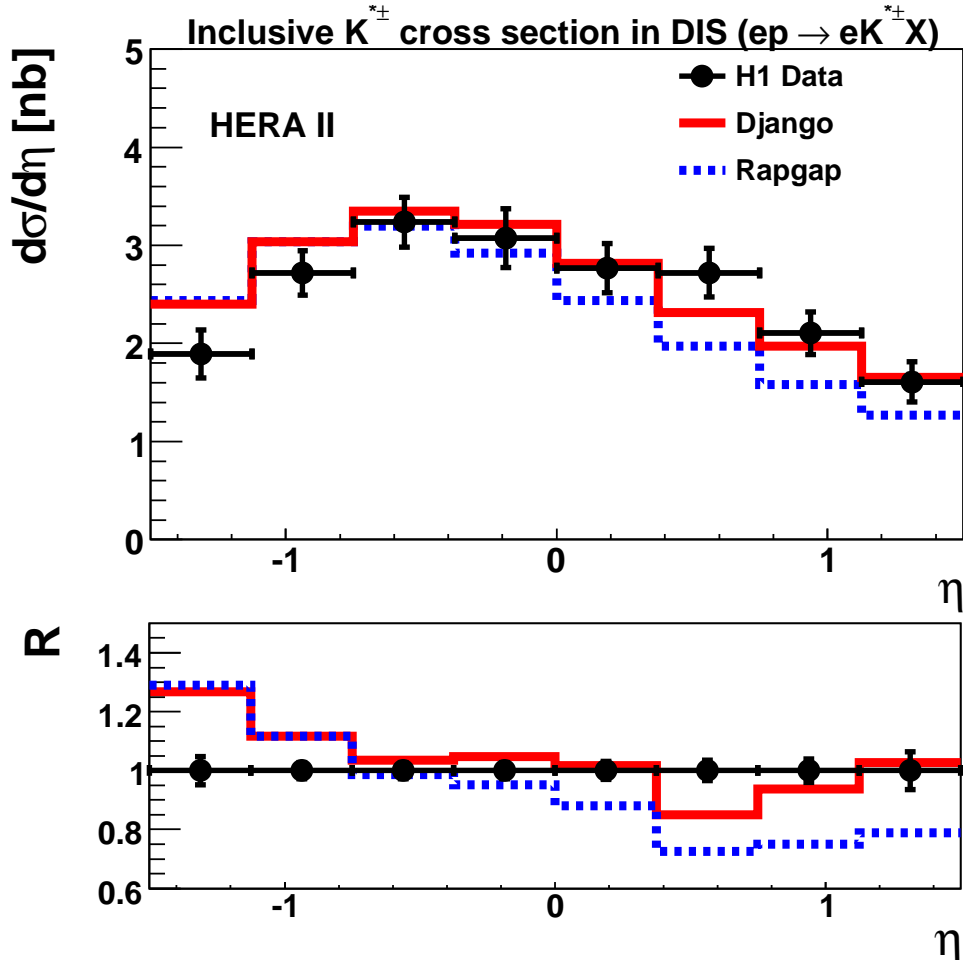 Inclusive K*± cross section in DIS (ep → eK*±X)
dσ/dη [nb]
5
4
3
2
1
0
HERA II
H1 Data
Django
Rapgap
-1
0
1
η
R
1.4
1.2
1
0.8
0.6
-1
0
1
η